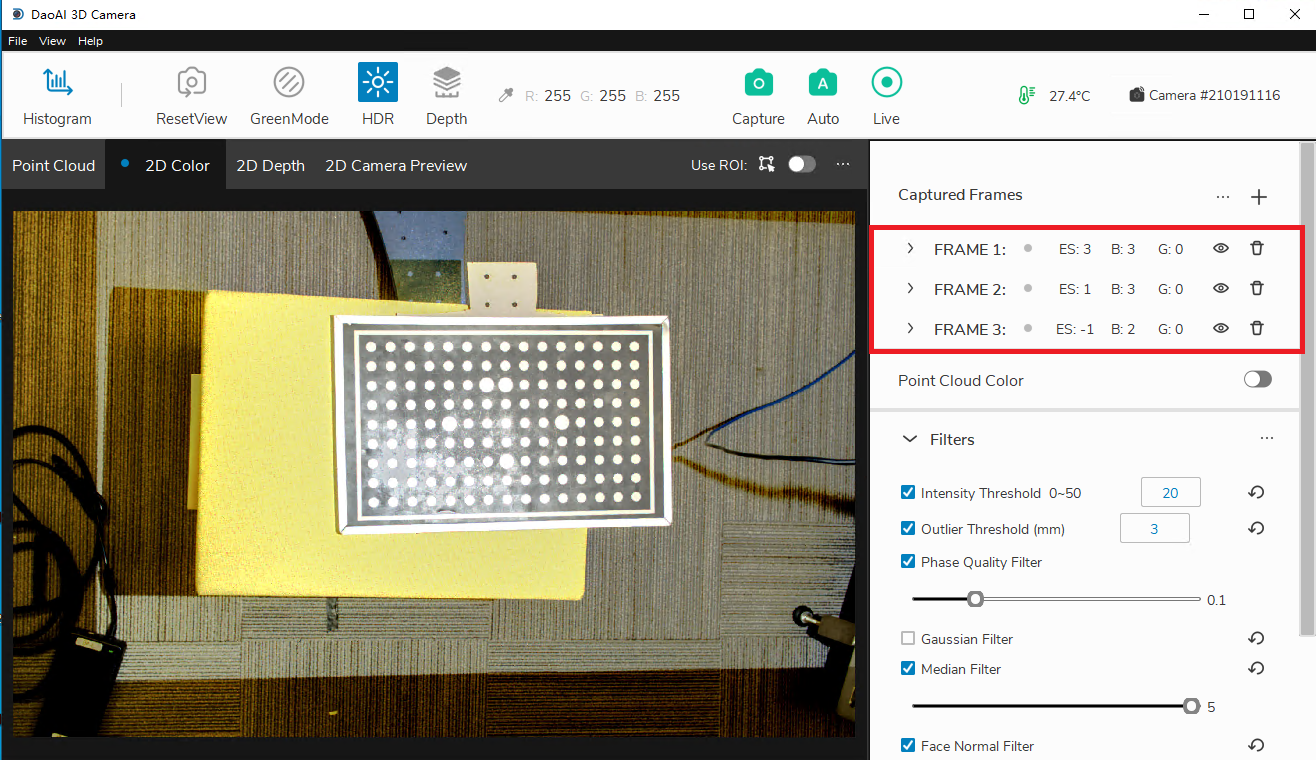 DaoAI 3D Camera
File View Help
Histogram
ResetView
GreenMode
HDR
Depth
R: 255 G: 255 B: 255
Capture
Auto
Live
27.4°C
Camera #210191116
Point Cloud
2D Color
2D Depth
2D Camera Preview
Use ROI:
Captured Frames
FRAME 1: ES: 3 B: 3 G: 0
FRAME 2: ES: 1 B: 3 G: 0
FRAME 3: ES: -1 B: 2 G: 0
Point Cloud Color
Filters
Intensity Threshold 0~50 20
Outlier Threshold (mm) 3
Phase Quality Filter
0.1
Gaussian Filter
Median Filter
5
Face Normal Filter